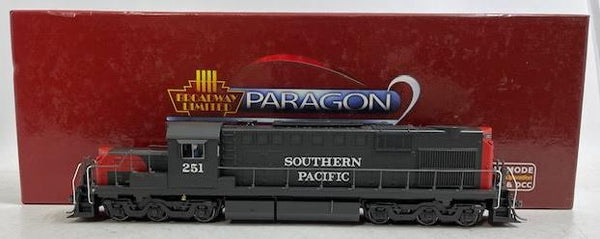 BROADWAY
LIMITED
PARAGON 2
SOUTHERN
PACIFIC
251
MODE
& DCC